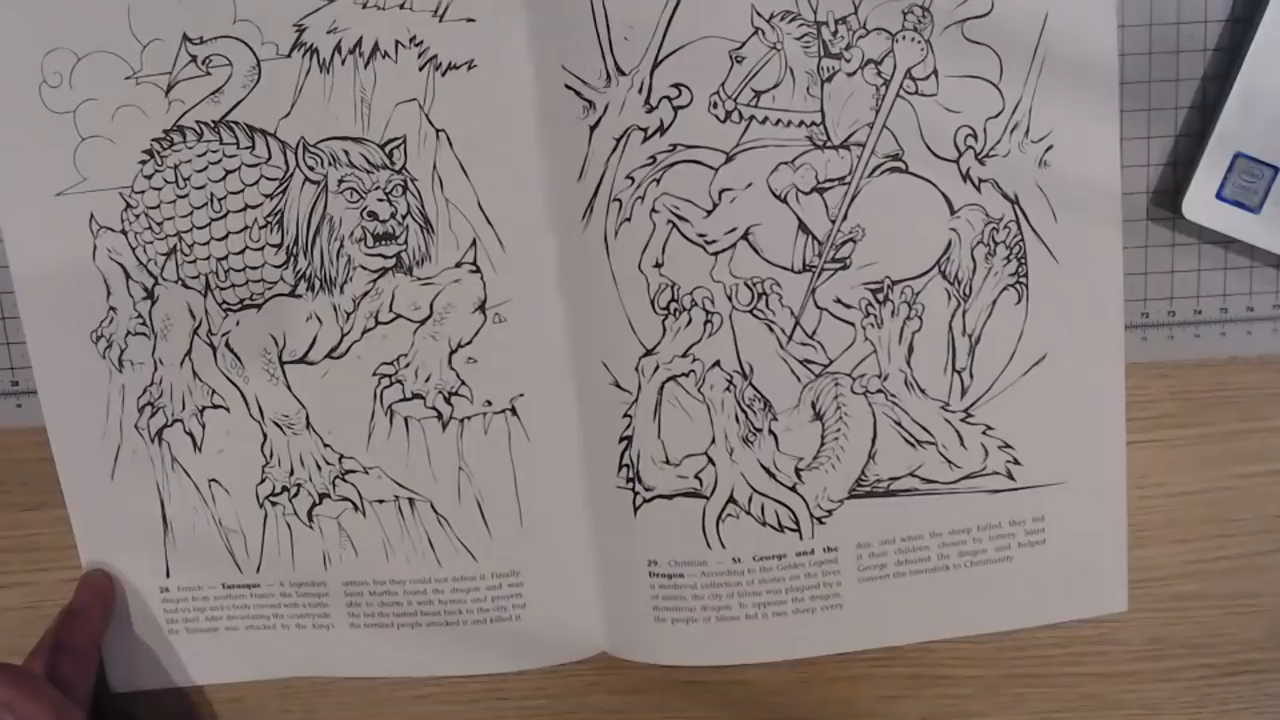 28. French — Tarasque — A legendary
dragon from southern France, the Tarasque
had six legs and a body covered with a turtle-
like shell. After devastating the countryside,
the Tarasque was attacked by the King's
armies, but they could not defeat it. Finally,
Saint Martha found the dragon and was
able to charm it with hymns and prayers.
She led the tamed beast back to the city, but
the terrified people attacked it and killed it.
29. Christian — St. George and the
Dragon — According to the Golden Legend,
a medieval collection of stories on the lives
of saints, the city of Silene was plagued by a
monstrous dragon. To appease the dragon,
the people of Silene fed it two sheep every
day, and when the sheep failed, they fed
it their children, chosen by lottery. Saint
George defeated the dragon and helped
convert the townsfolk to Christianity.
intel
72 73 74 75 76
28